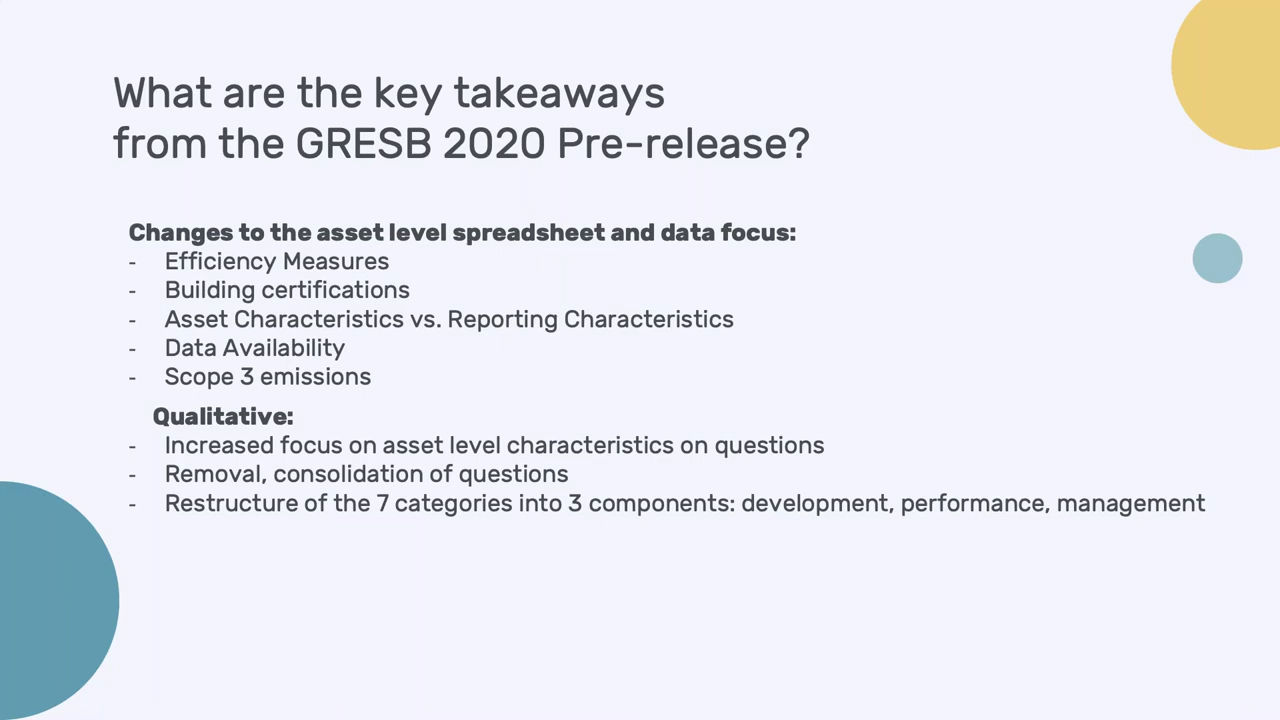 What are the key takeaways
from the GRESB 2020 Pre-release?
Changes to the asset level spreadsheet and data focus:
- Efficiency Measures
- Building certifications
- Asset Characteristics vs. Reporting Characteristics
- Data Availability
- Scope 3 emissions
Qualitative:
- Increased focus on asset level characteristics on questions
- Removal, consolidation of questions
- Restructure of the 7 categories into 3 components: development, performance, management